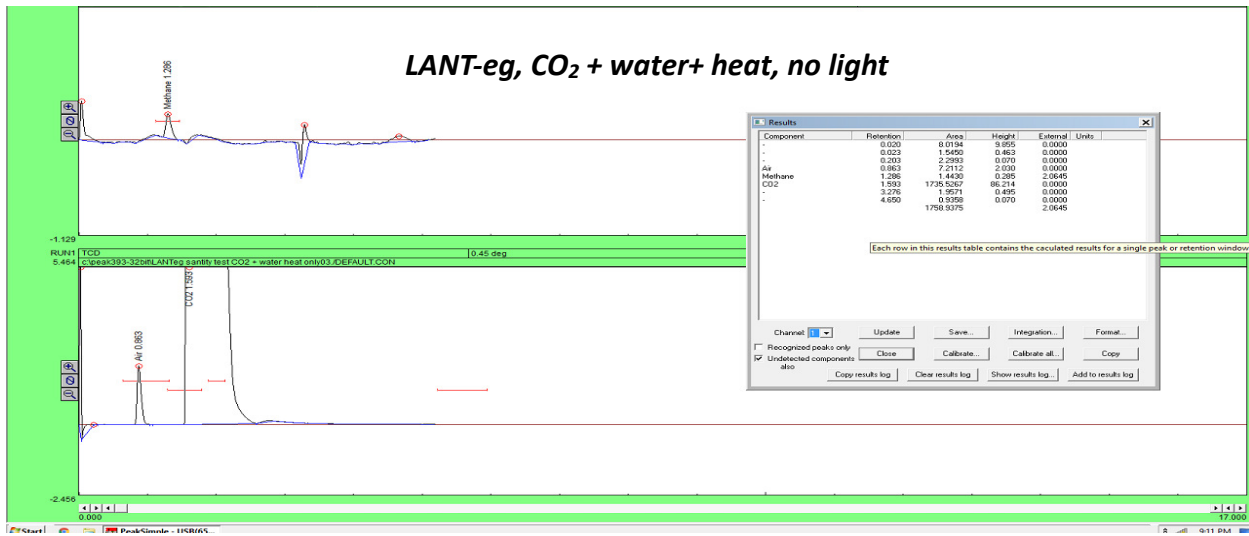 LANT-eg, CO2 + water+ heat, no light
Methane 1.286
-1.129
RUN1 TCD 0.45 deg
5.464 c:\peak393-32bit\LANTeg santity test CO2 + water heat only03./DEFAULT.CON
Air 0.863
CO2 1.593
-2.456
0.000 17.000
Results
Component Retention Area Height External Units
- 0.020 8.0194 9.855 0.0000
- 0.023 1.5450 0.463 0.0000
- 0.203 2.2993 0.070 0.0000
Air 0.863 7.2112 2.030 0.0000
Methane 1.286 1.4430 0.285 2.0645
CO2 1.593 1735.5267 86.214 0.0000
- 3.276 1.9571 0.495 0.0000
- 4.650 0.9358 0.070 0.0000
1758.9375 2.0645
Each row in this results table contains the caculated results for a single peak or retention window
Channel: 1 Update Save... Integration... Format...
Recognized peaks only
Undetected components also
Close Calibrate... Calibrate all... Copy
Copy results log Clear results log Show results log... Add to results log
Start PeakSimple - USB(65... 9:11 PM